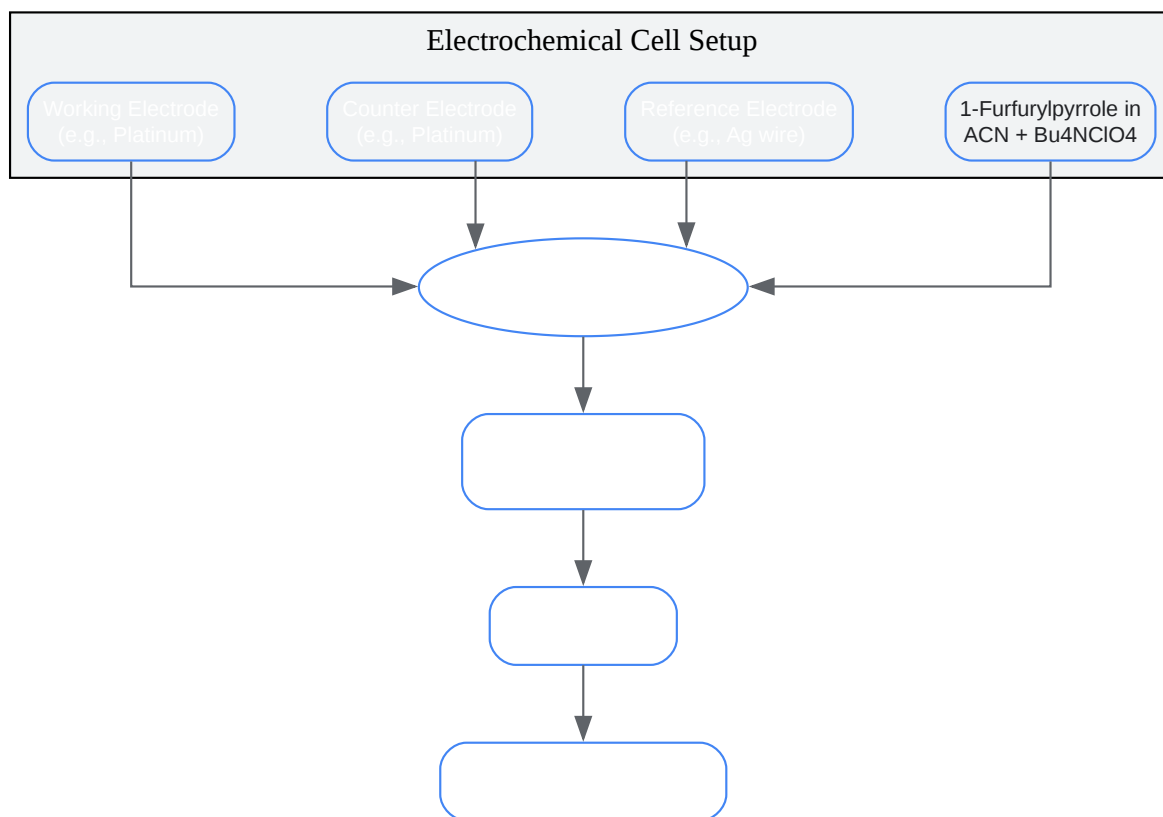 Electrochemical Cell Setup
Working Electrode
(e.g., Platinum)
Counter Electrode
(e.g., Platinum)
Reference Electrode
(e.g., Ag wire)
1-Furfurylpyrrole in
ACN + Bu4NClO4